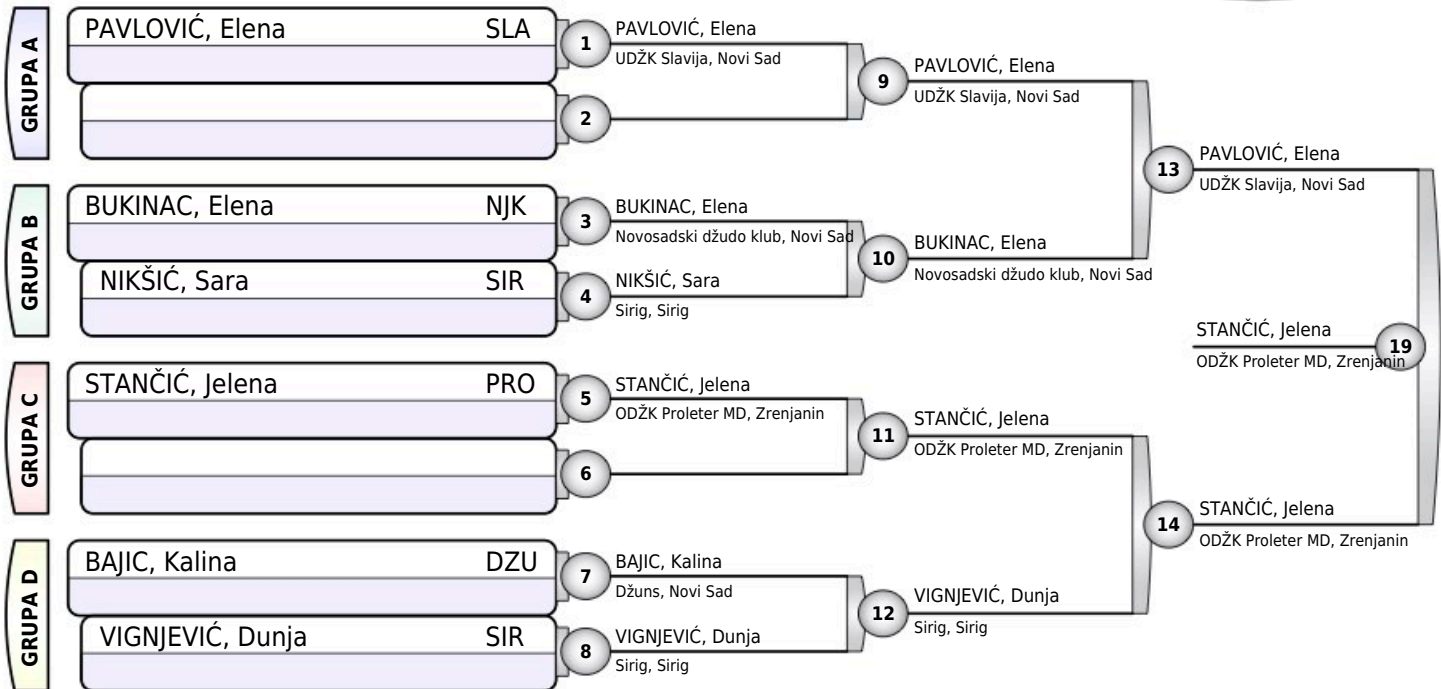 GRUPA A
PAVLOVIĆ, Elena SLA
1
PAVLOVIĆ, Elena
UDŽK Slavija, Novi Sad
2
9
PAVLOVIĆ, Elena
UDŽK Slavija, Novi Sad
GRUPA B
BUKINAC, Elena NJK
3
BUKINAC, Elena
Novosadski džudo klub, Novi Sad
NIKŠIĆ, Sara SIR
4
NIKŠIĆ, Sara
Sirig, Sirig
10
BUKINAC, Elena
Novosadski džudo klub, Novi Sad
13
PAVLOVIĆ, Elena
UDŽK Slavija, Novi Sad
GRUPA C
STANČIĆ, Jelena PRO
5
STANČIĆ, Jelena
ODŽK Proleter MD, Zrenjanin
6
11
STANČIĆ, Jelena
ODŽK Proleter MD, Zrenjanin
GRUPA D
BAJIC, Kalina DZU
7
BAJIC, Kalina
Džuns, Novi Sad
VIGNJEVIĆ, Dunja SIR
8
VIGNJEVIĆ, Dunja
Sirig, Sirig
12
VIGNJEVIĆ, Dunja
Sirig, Sirig
14
STANČIĆ, Jelena
ODŽK Proleter MD, Zrenjanin
STANČIĆ, Jelena
ODŽK Proleter MD, Zrenjanin
19